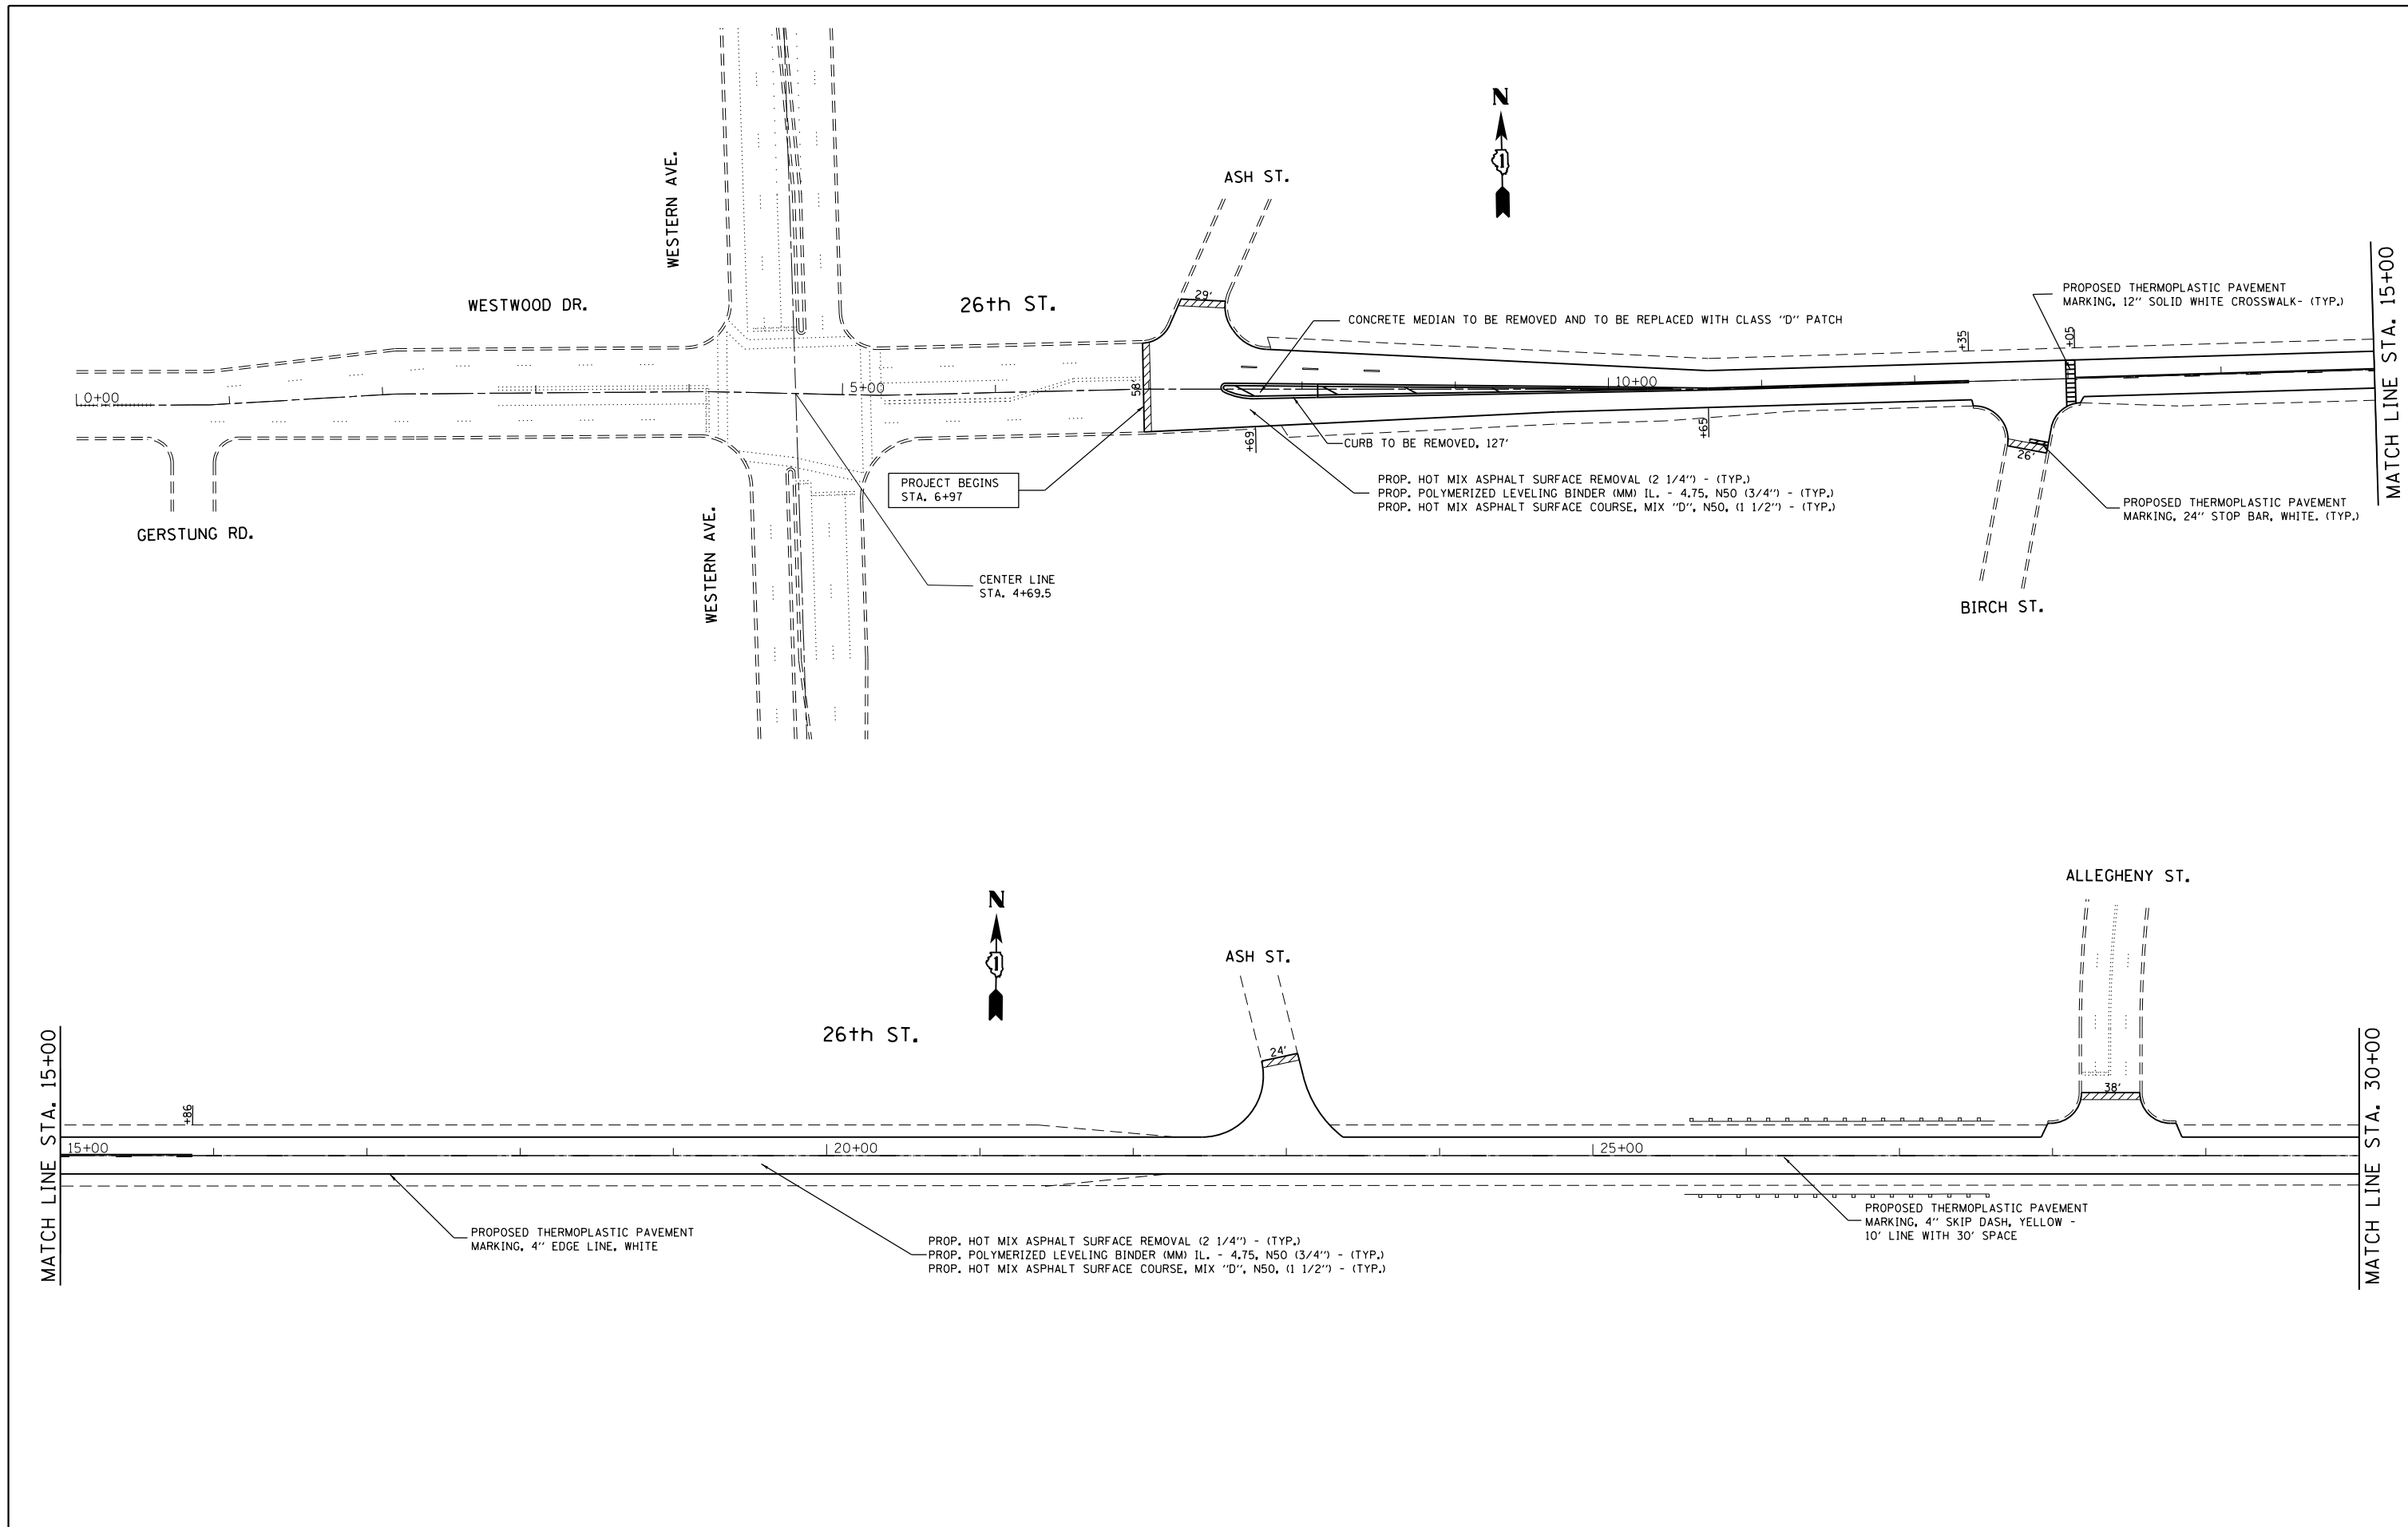 N
1
WESTERN AVE.
ASH ST.
WESTWOOD DR.
26th ST.
29'
CONCRETE MEDIAN TO BE REMOVED AND TO BE REPLACED WITH CLASS "D" PATCH
PROPOSED THERMOPLASTIC PAVEMENT
MARKING, 12" SOLID WHITE CROSSWALK- (TYP.)
+35
+05
MATCH LINE STA. 15+00
0+00
5+00
58'
10+00
+69
CURB TO BE REMOVED, 127'
+65
26'
PROJECT BEGINS
STA. 6+97
PROP. HOT MIX ASPHALT SURFACE REMOVAL (2 1/4") - (TYP.)
PROP. POLYMERIZED LEVELING BINDER (MM) IL. - 4.75, N50 (3/4") - (TYP.)
PROP. HOT MIX ASPHALT SURFACE COURSE, MIX "D", N50, (1 1/2") - (TYP.)
PROPOSED THERMOPLASTIC PAVEMENT
MARKING, 24" STOP BAR, WHITE. (TYP.)
GERSTUNG RD.
WESTERN AVE.
CENTER LINE
STA. 4+69.5
BIRCH ST.
ALLEGHENY ST.
N
1
ASH ST.
26th ST.
24'
38'
MATCH LINE STA. 15+00
+86
15+00
20+00
25+00
MATCH LINE STA. 30+00
PROPOSED THERMOPLASTIC PAVEMENT
MARKING, 4" EDGE LINE, WHITE
PROP. HOT MIX ASPHALT SURFACE REMOVAL (2 1/4") - (TYP.)
PROP. POLYMERIZED LEVELING BINDER (MM) IL. - 4.75, N50 (3/4") - (TYP.)
PROP. HOT MIX ASPHALT SURFACE COURSE, MIX "D", N50, (1 1/2") - (TYP.)
PROPOSED THERMOPLASTIC PAVEMENT
MARKING, 4" SKIP DASH, YELLOW -
10' LINE WITH 30' SPACE